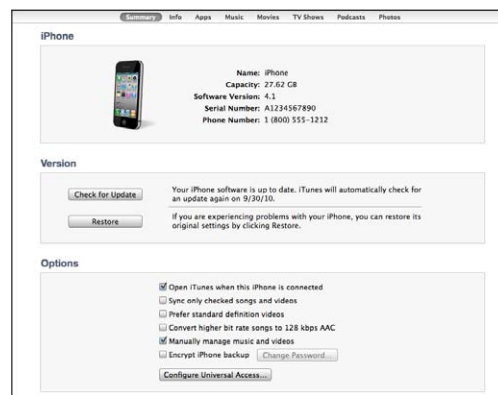 Summary Info Apps Music Movies TV Shows Podcasts Photos
iPhone
Name: iPhone
Capacity: 27.62 GB
Software Version: 4.1
Serial Number: A1234567890
Phone Number: 1 (800) 555-1212
Version
Check for Update
Your iPhone software is up to date. iTunes will automatically check for
an update again on 9/30/10.
Restore
If you are experiencing problems with your iPhone, you can restore its
original settings by clicking Restore.
Options
Open iTunes when this iPhone is connected
Sync only checked songs and videos
Prefer standard definition videos
Convert higher bit rate songs to 128 kbps AAC
Manually manage music and videos
Encrypt iPhone backup Change Password...
Configure Universal Access...